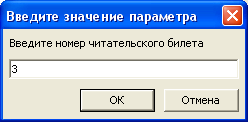 Введите значение параметра
Введите номер читательского билета
3
OK
Отмена